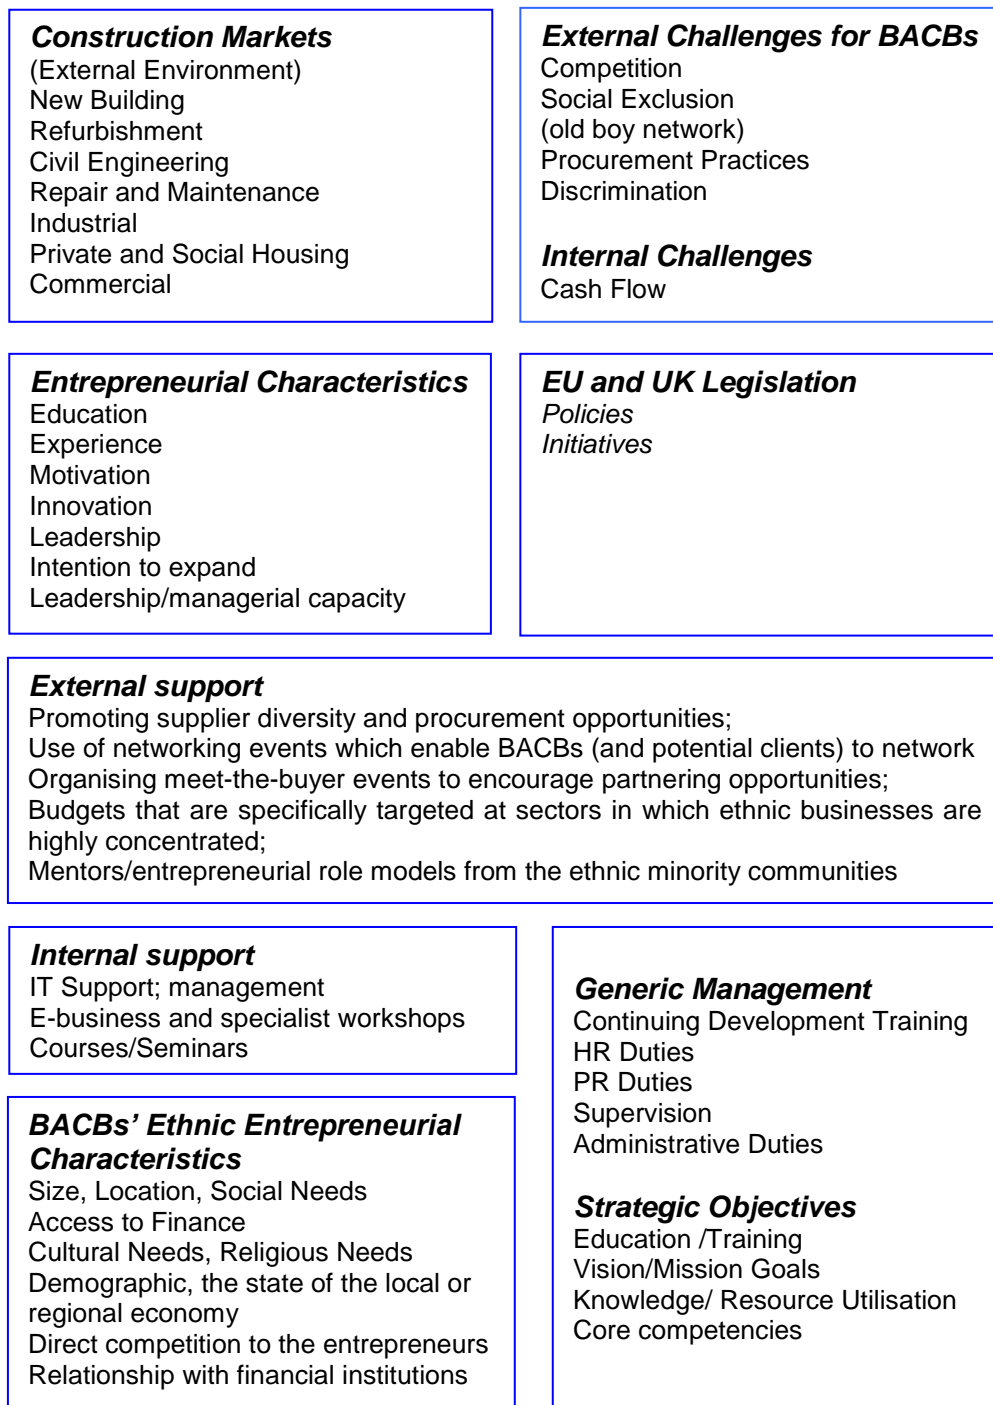 Construction Markets
(External Environment)
New Building
Refurbishment
Civil Engineering
Repair and Maintenance
Industrial
Private and Social Housing
Commercial
External Challenges for BACBs
Competition
Social Exclusion
(old boy network)
Procurement Practices
Discrimination
Internal Challenges
Cash Flow
Entrepreneurial Characteristics
Education
Experience
Motivation
Innovation
Leadership
Intention to expand
Leadership/managerial capacity
EU and UK Legislation
Policies
Initiatives
External support
Promoting supplier diversity and procurement opportunities;
Use of networking events which enable BACBs (and potential clients) to network
Organising meet-the-buyer events to encourage partnering opportunities;
Budgets that are specifically targeted at sectors in which ethnic businesses are
highly concentrated;
Mentors/entrepreneurial role models from the ethnic minority communities
Internal support
IT Support; management
E-business and specialist workshops
Courses/Seminars
BACBs’ Ethnic Entrepreneurial
Characteristics
Size, Location, Social Needs
Access to Finance
Cultural Needs, Religious Needs
Demographic, the state of the local or
regional economy
Direct competition to the entrepreneurs
Relationship with financial institutions
Generic Management
Continuing Development Training
HR Duties
PR Duties
Supervision
Administrative Duties
Strategic Objectives
Education /Training
Vision/Mission Goals
Knowledge/ Resource Utilisation
Core competencies